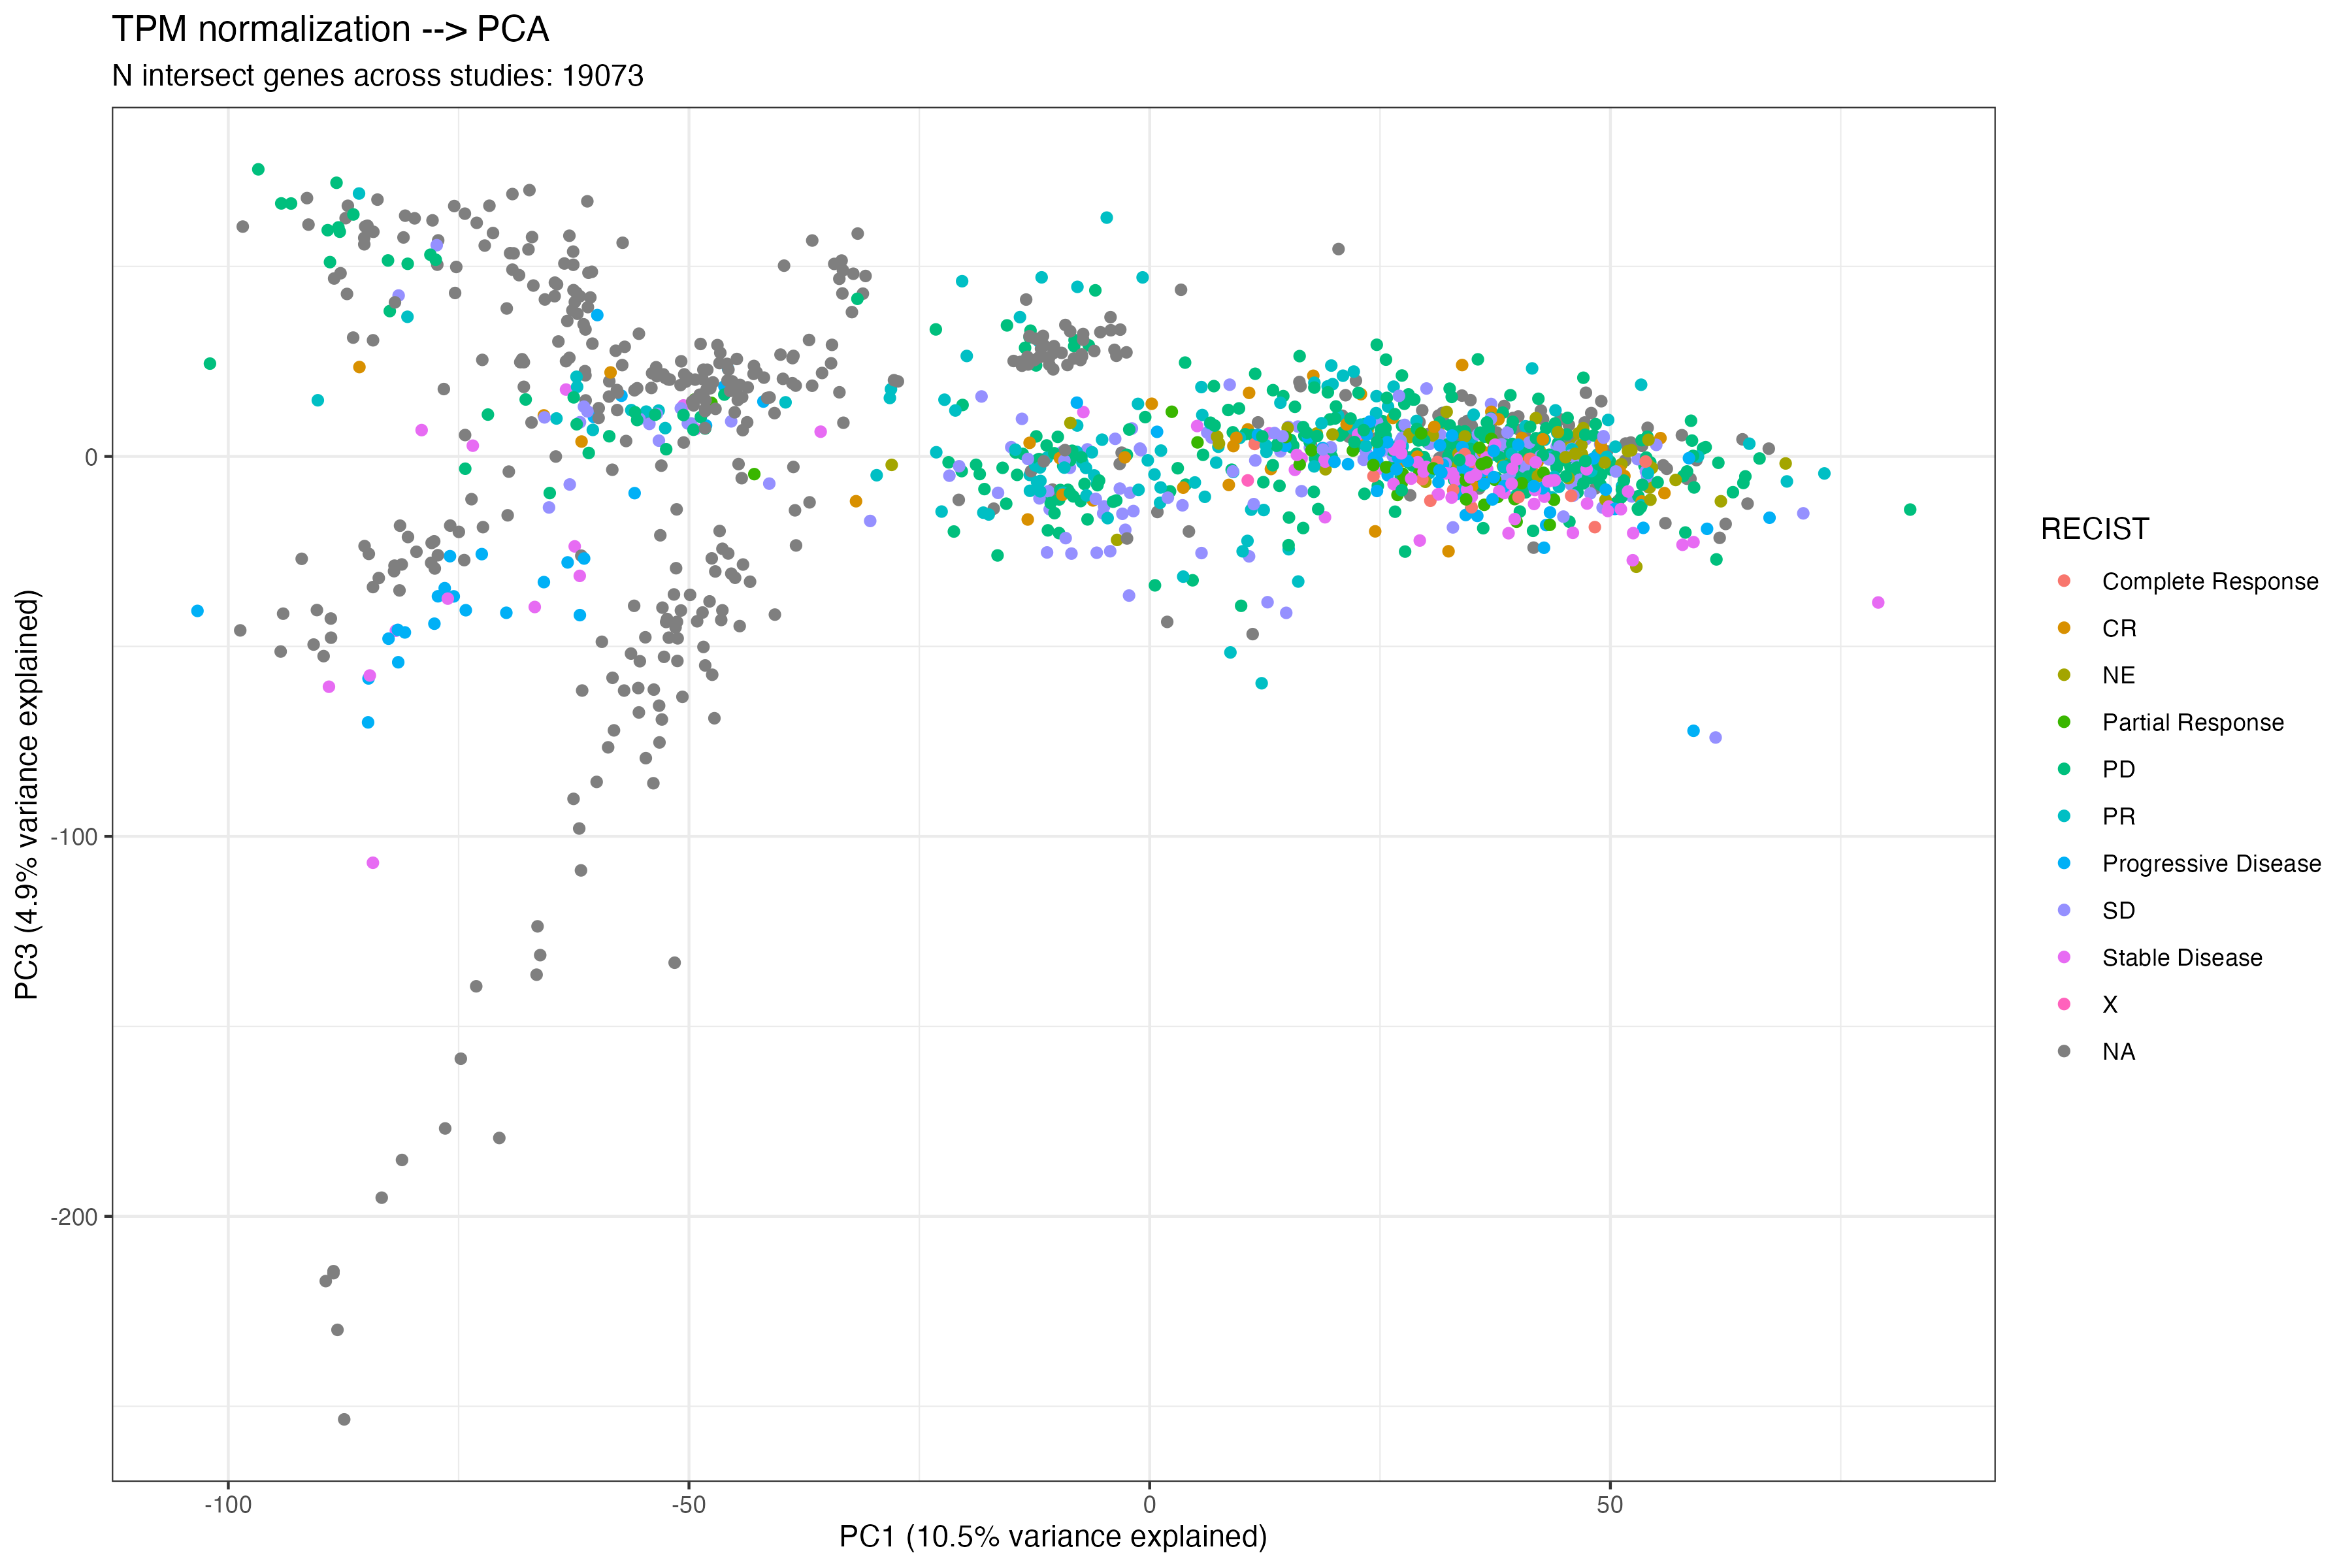 TPM normalization --> PCA
N intersect genes across studies: 19073
0
-100
-200
PC3 (4.9% variance explained)
-100
-50
0
50
PC1 (10.5% variance explained)
RECIST
Complete Response
CR
NE
Partial Response
PD
PR
Progressive Disease
SD
Stable Disease
X
NA